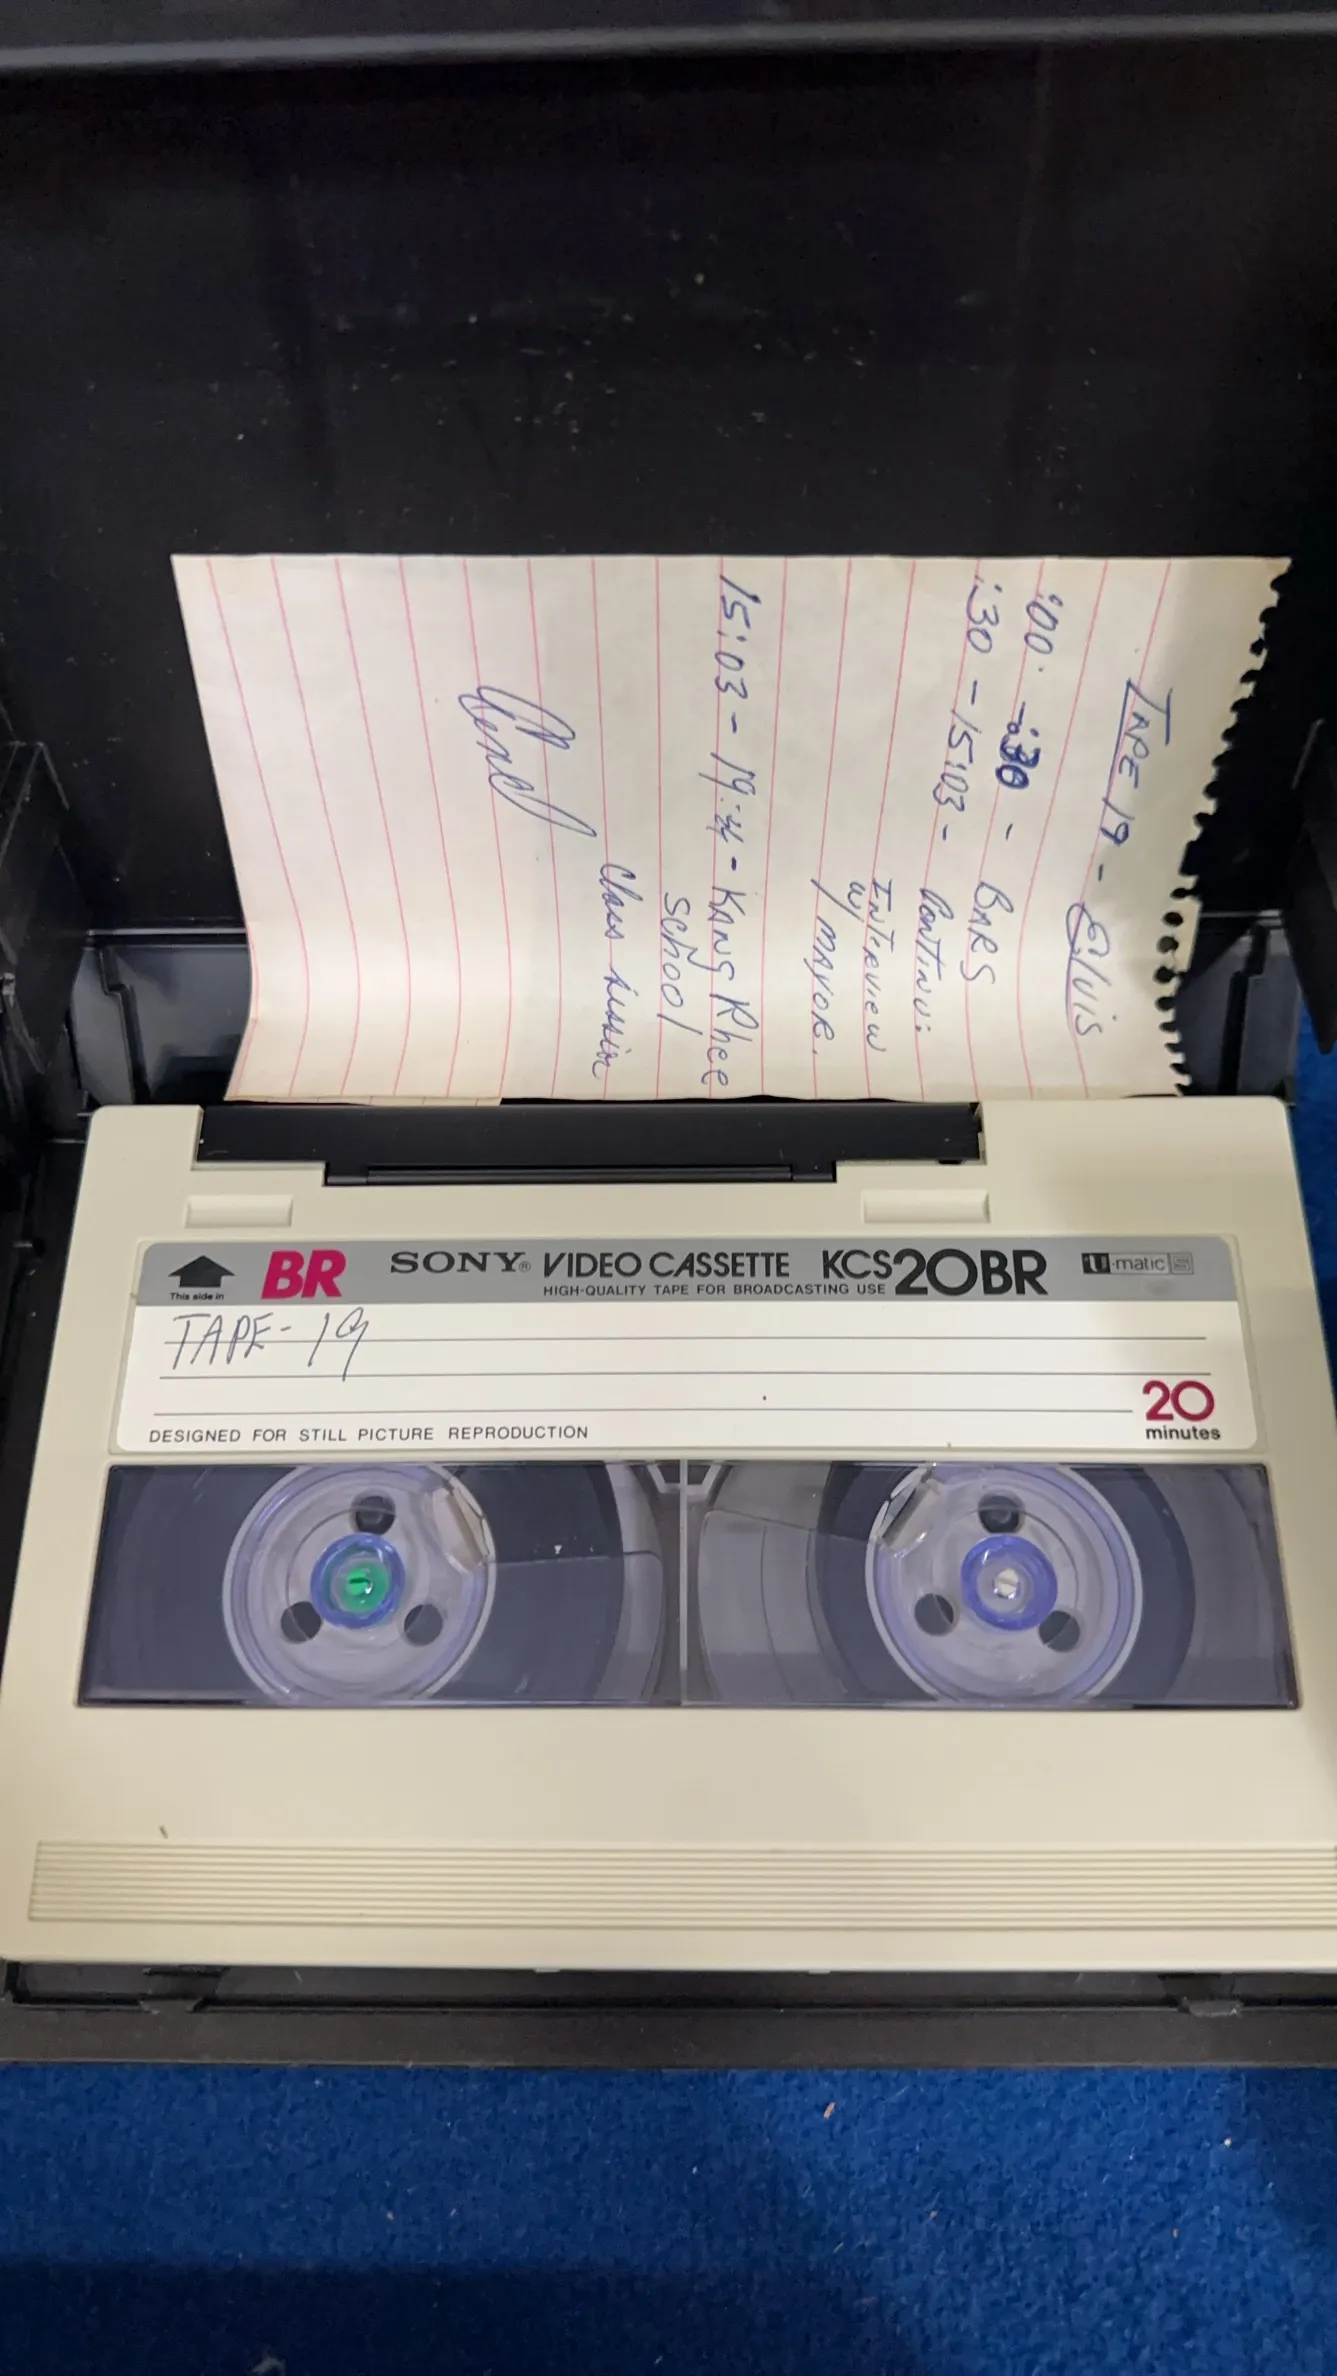 TAPE 19 - Elvis
:00 - :30 - BARS
:30 - 15:03 - Continu:
Interview
w/ MAYOR.
15:03 - 19: - KANG Rhee
School
Class
This side in
BR SONY® VIDEO CASSETTE KCS20BR U-matic S
HIGH-QUALITY TAPE FOR BROADCASTING USE
TAPE-19
20
minutes
DESIGNED FOR STILL PICTURE REPRODUCTION